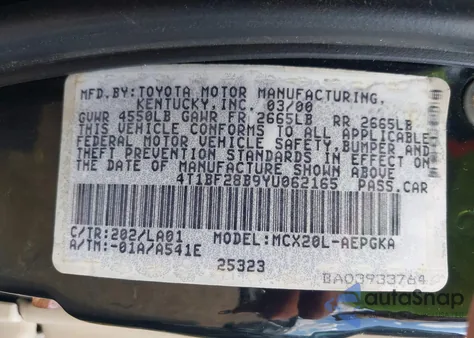 MFD.BY:TOYOTA MOTOR MANUFACTURING,
KENTUCKY,INC. 03/00
GVWR 4550LB GAWR FR 2665LB RR 2665LB
THIS VEHICLE CONFORMS TO ALL APPLICABLE
FEDERAL MOTOR VEHICLE SAFETY,BUMPER AND
THEFT PREVENTION STANDARDS IN EFFECT ON
THE DATE OF MANUFACTURE SHOWN ABOVE.
4T1BF28B9YU062165 PASS.CAR
C/TR:202/LA01 MODEL:MCX20L-AEPGKA
A/TM:-01A/A541E
25323
BA03933764
autoSnap